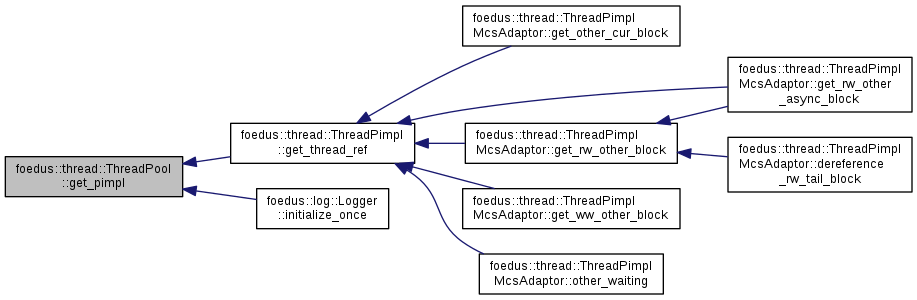 foedus::thread::ThreadPool
::get_pimpl
foedus::thread::ThreadPimpl
::get_thread_ref
foedus::log::Logger
::initialize_once
foedus::thread::ThreadPimpl
McsAdaptor::get_other_cur_block
foedus::thread::ThreadPimpl
McsAdaptor::get_rw_other_block
foedus::thread::ThreadPimpl
McsAdaptor::get_ww_other_block
foedus::thread::ThreadPimpl
McsAdaptor::other_waiting
foedus::thread::ThreadPimpl
McsAdaptor::get_rw_other
_async_block
foedus::thread::ThreadPimpl
McsAdaptor::dereference
_rw_tail_block